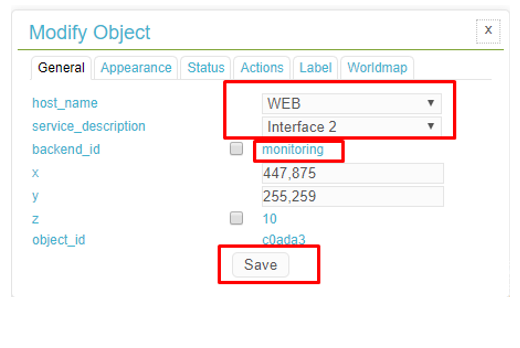 Modify Object x
General Appearance Status Actions Label Worldmap
host_name WEB
service_description Interface 2
backend_id monitoring
x 447,875
y 255,259
z 10
object_id c0ada3
Save